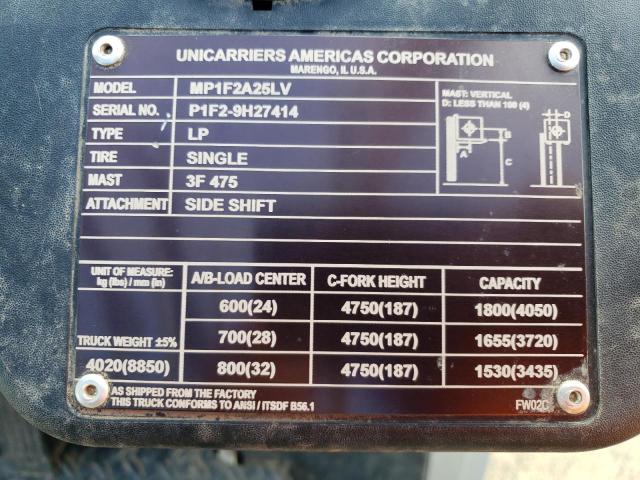 UNICARRIERS AMERICAS CORPORATION
MARENGO, IL U.S.A.
MODEL MP1F2A25LV
SERIAL NO. P1F2-9H27414
TYPE LP
TIRE SINGLE
MAST 3F 475
ATTACHMENT SIDE SHIFT
MAST: VERTICAL
D: LESS THAN 100 (4)
D
B
A
C
UNIT OF MEASURE:
kg (lbs) / mm (in)
A/B-LOAD CENTER C-FORK HEIGHT CAPACITY
600(24) 4750(187) 1800(4050)
TRUCK WEIGHT ±5% 700(28) 4750(187) 1655(3720)
4020(8850) 800(32) 4750(187) 1530(3435)
AS SHIPPED FROM THE FACTORY
THIS TRUCK CONFORMS TO ANSI / ITSDF B56.1
FW02C